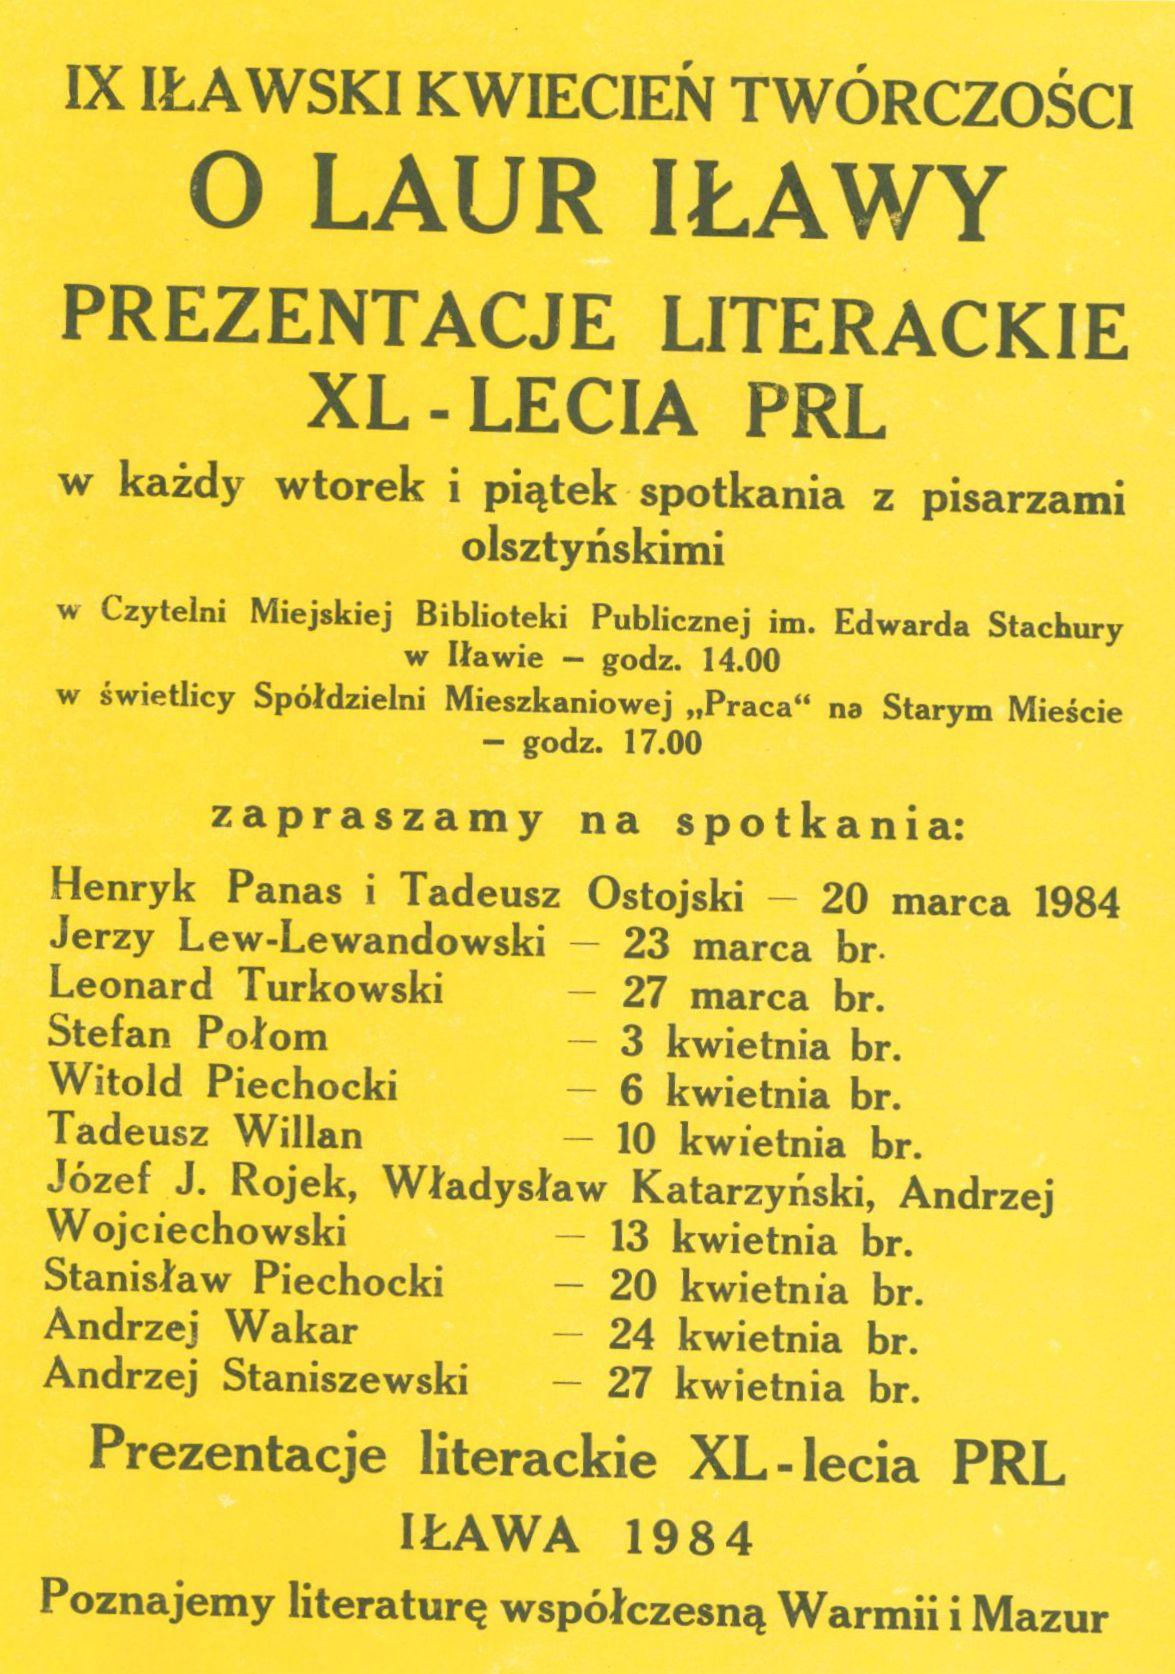 IX IŁAWSKI KWIECIEŃ TWÓRCZOŚCI
O LAUR IŁAWY
PREZENTACJE LITERACKIE
XL - LECIA PRL
w każdy wtorek i piątek spotkania z pisarzami
olsztyńskimi
w Czytelni Miejskiej Biblioteki Publicznej im. Edwarda Stachury
w Iławie — godz. 14.00
w świetlicy Spółdzielni Mieszkaniowej „Praca“ na Starym Mieście
— godz. 17.00
zapraszamy na spotkania:
Henryk Panas i Tadeusz Ostojski — 20 marca 1984
Jerzy Lew-Lewandowski — 23 marca br.
Leonard Turkowski — 27 marca br.
Stefan Połom — 3 kwietnia br.
Witold Piechocki — 6 kwietnia br.
Tadeusz Willan — 10 kwietnia br.
Józef J. Rojek, Władysław Katarzyński, Andrzej
Wojciechowski — 13 kwietnia br.
Stanisław Piechocki — 20 kwietnia br.
Andrzej Wakar — 24 kwietnia br.
Andrzej Staniszewski — 27 kwietnia br.
Prezentacje literackie XL - lecia PRL
IŁAWA 1984
Poznajemy literaturę współczesną Warmii i Mazur